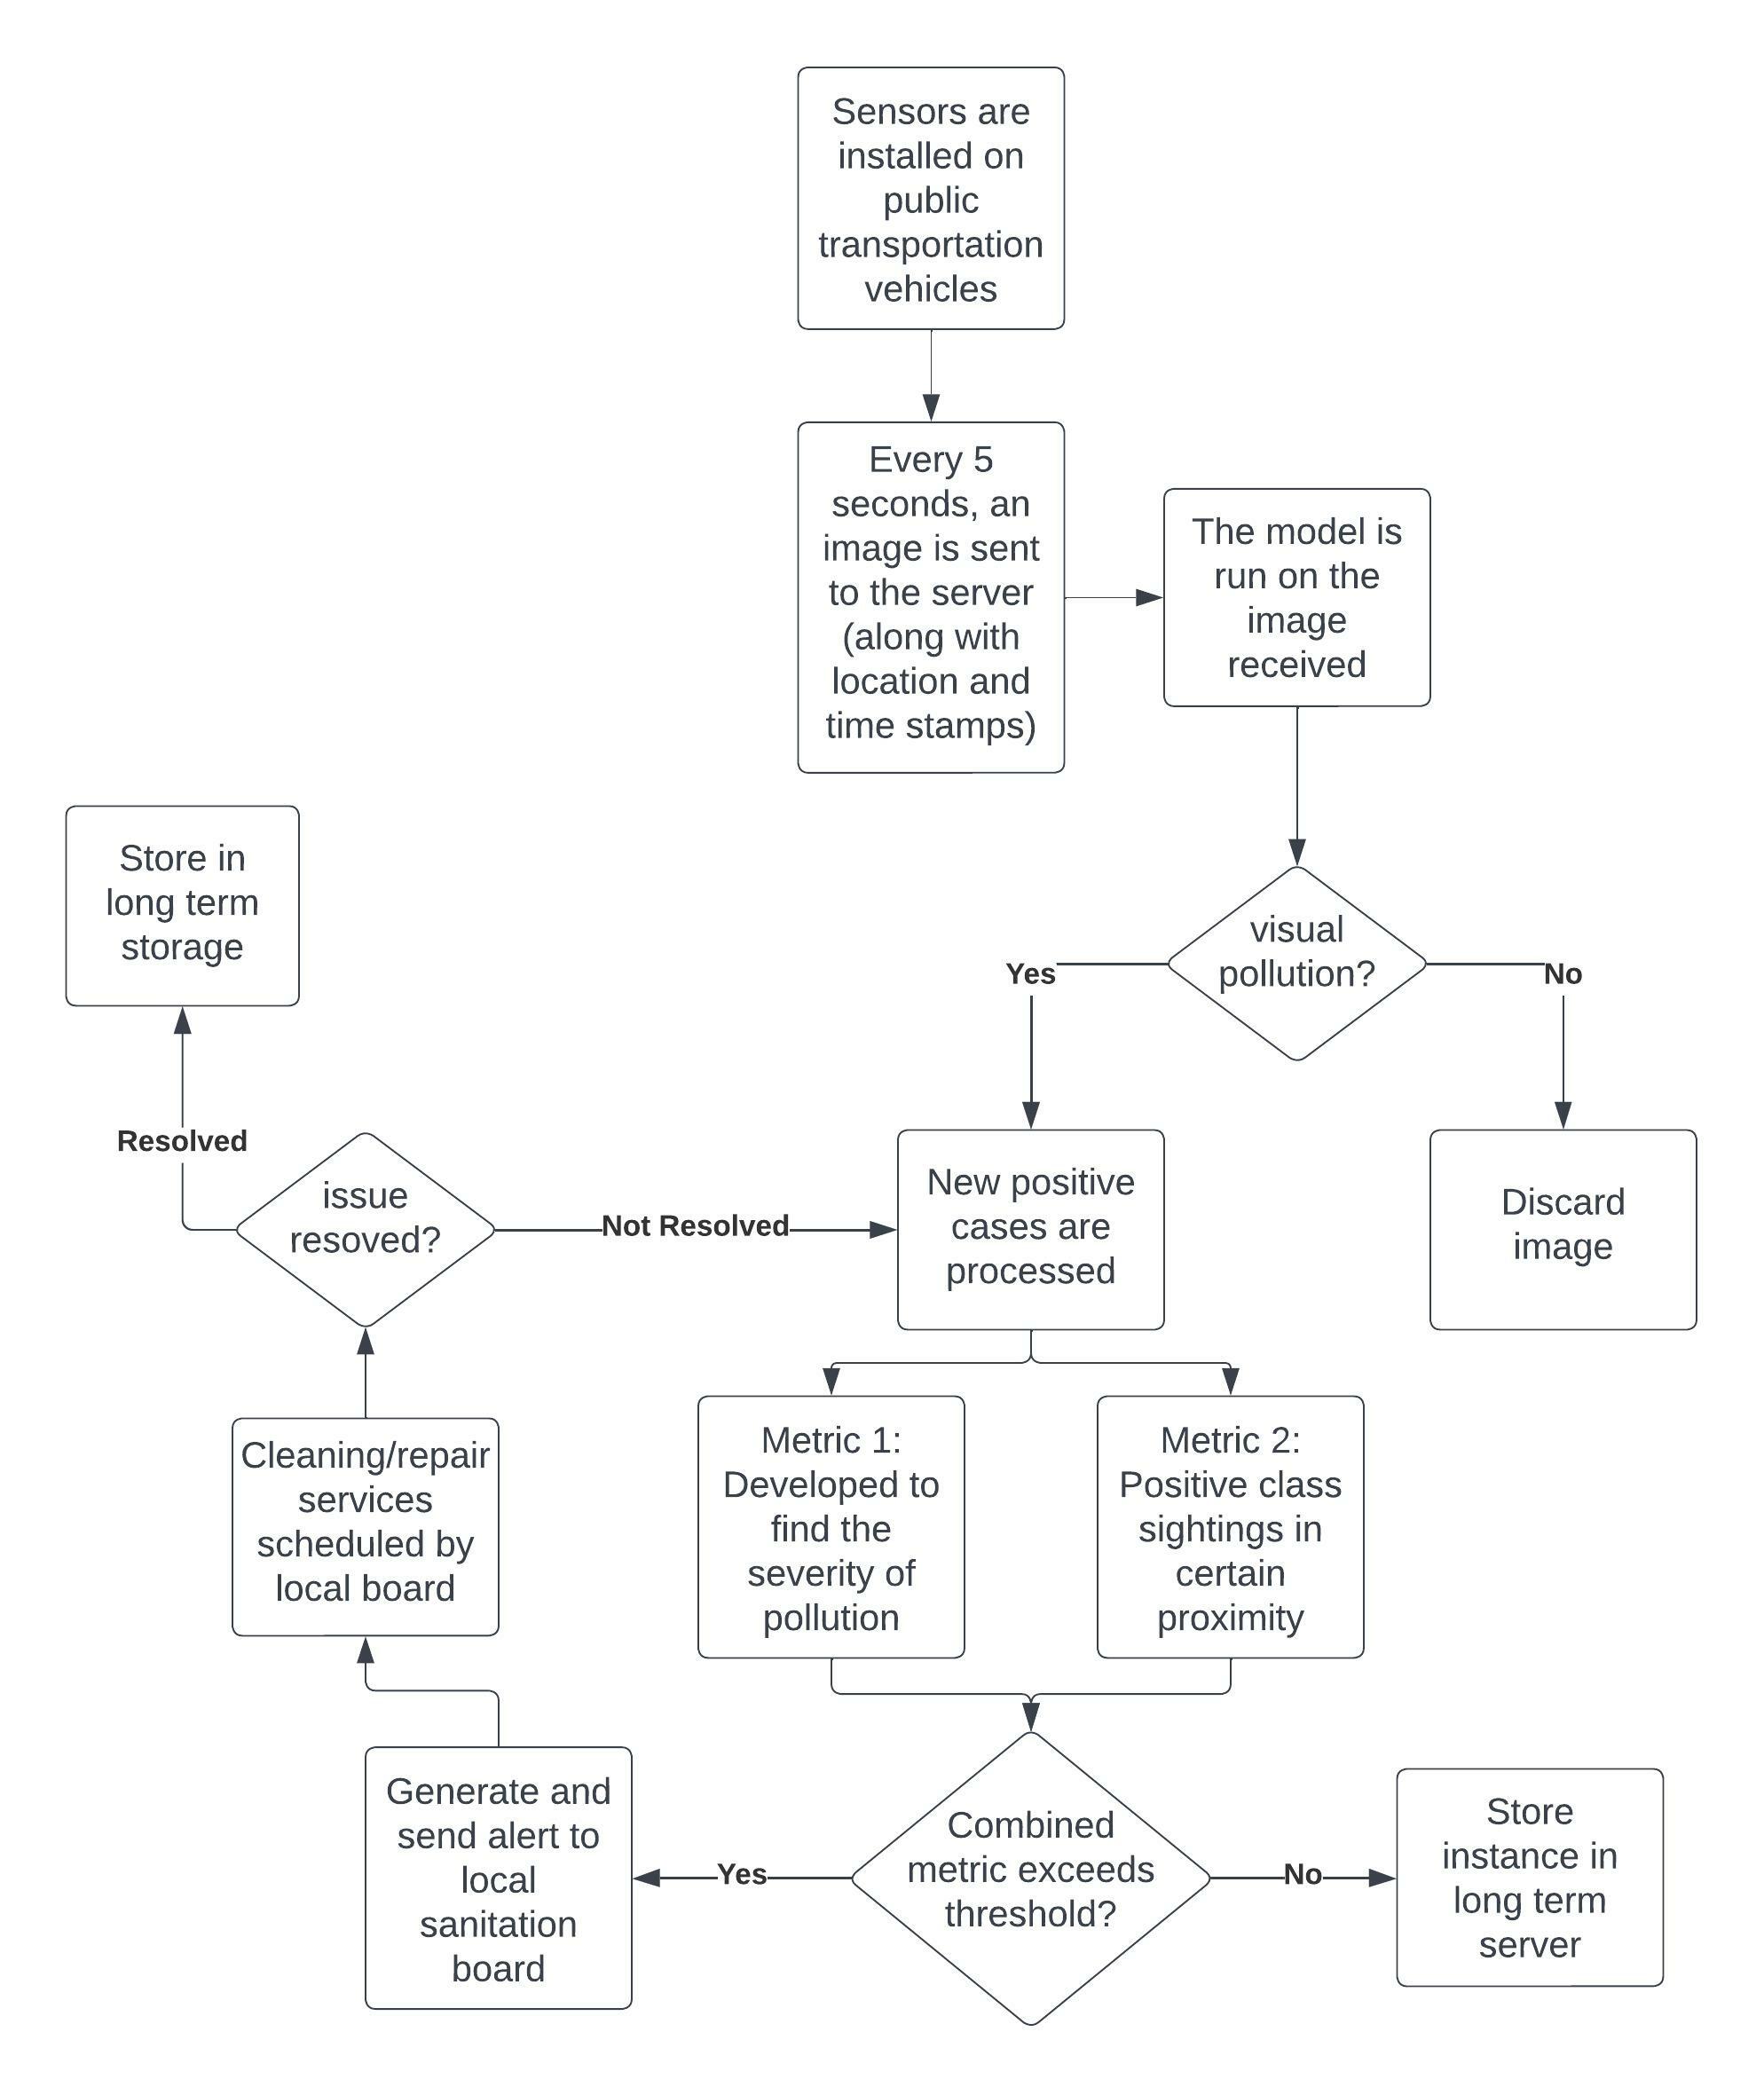 Sensors are
installed on
public
transportation
vehicles
Every 5
seconds, an
image is sent
to the server
(along with
location and
time stamps)
The model is
run on the
image
received
visual
pollution?
Yes
No
Store in
long term
storage
Resolved
issue
resoved?
Not Resolved
New positive
cases are
processed
Discard
image
Metric 1:
Developed to
find the
severity of
pollution
Metric 2:
Positive class
sightings in
certain
proximity
Cleaning/repair
services
scheduled by
local board
Generate and
send alert to
local
sanitation
board
Yes
Combined
metric exceeds
threshold?
No
Store
instance in
long term
server